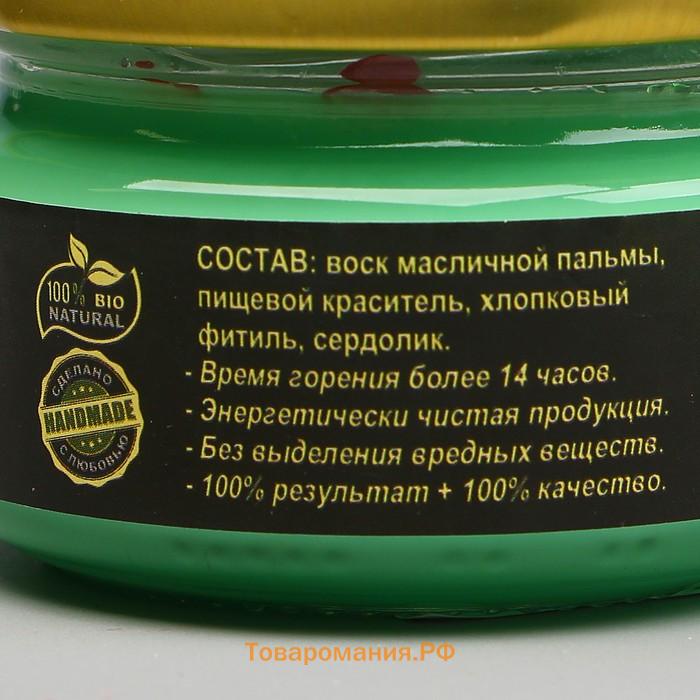 100% BIO
NATURAL
СДЕЛАНО
HANDMADE
С ЛЮБОВЬЮ
СОСТАВ: воск масличной пальмы,
пищевой краситель, хлопковый
фитиль, сердолик.
- Время горения более 14 часов.
- Энергетически чистая продукция.
- Без выделения вредных веществ.
- 100% результат + 100% качество.
Товаромания.РФ